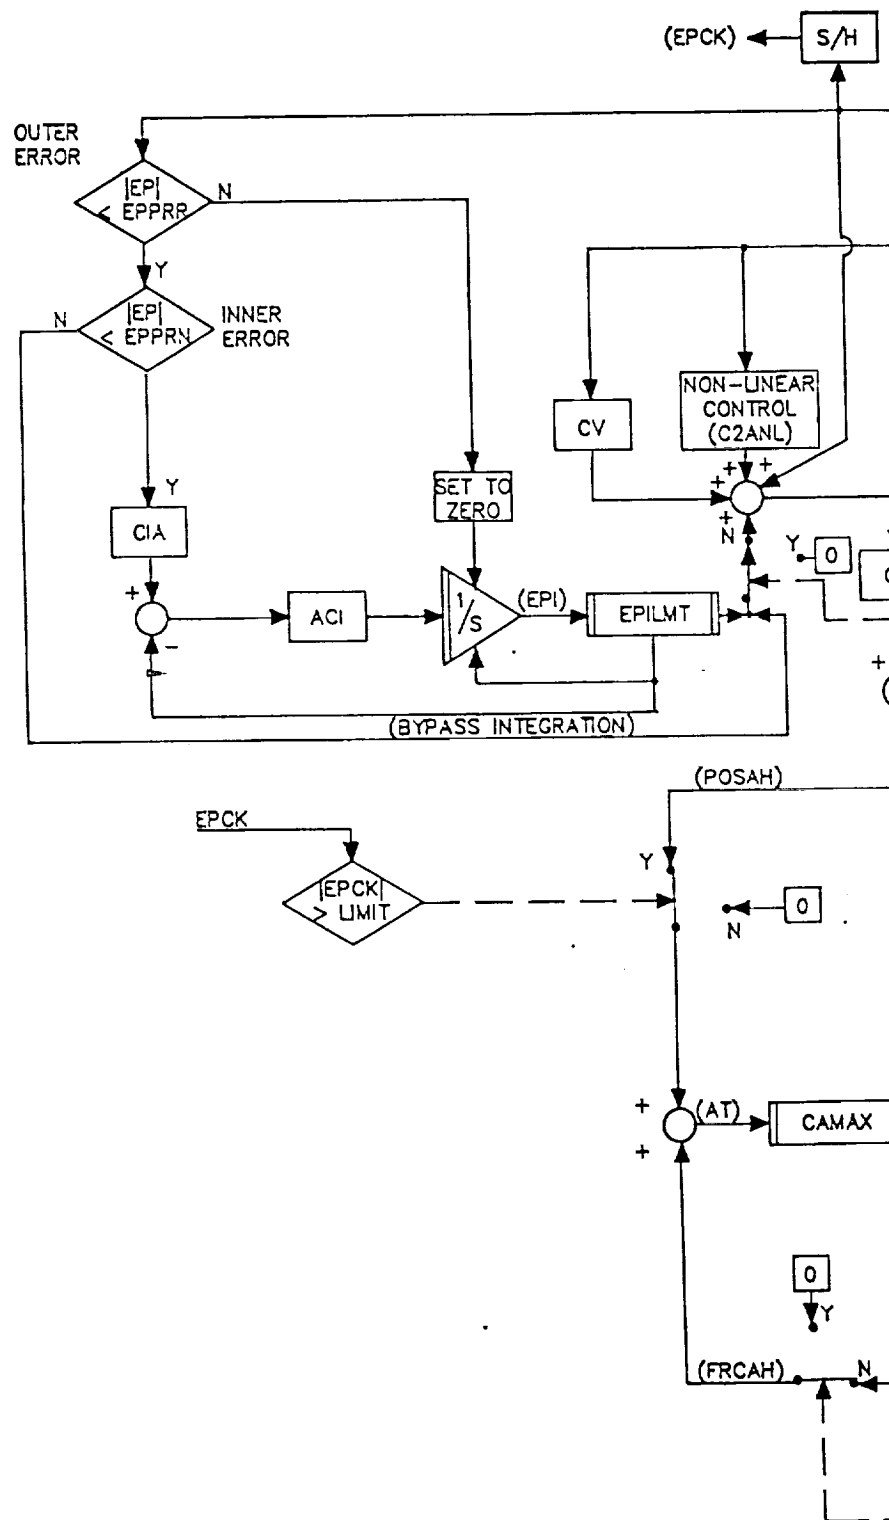 (EPCK)
S/H
OUTER
ERROR
|EP|
< EPPRR
N
Y
|EP|
< EPPRN
N
INNER
ERROR
NON-LINEAR
CONTROL
(C2ANL)
CV
Y
SET TO
ZERO
+
+
+
+
N
Y
0
CIA
+
-
ACI
1/S
(EPI)
EPILMT
+
(BYPASS INTEGRATION)
(POSAH)
EPCK
|EPCK|
> LIMIT
Y
0
N
+
(AT)
CAMAX
+
0
Y
(FRCAH)
N